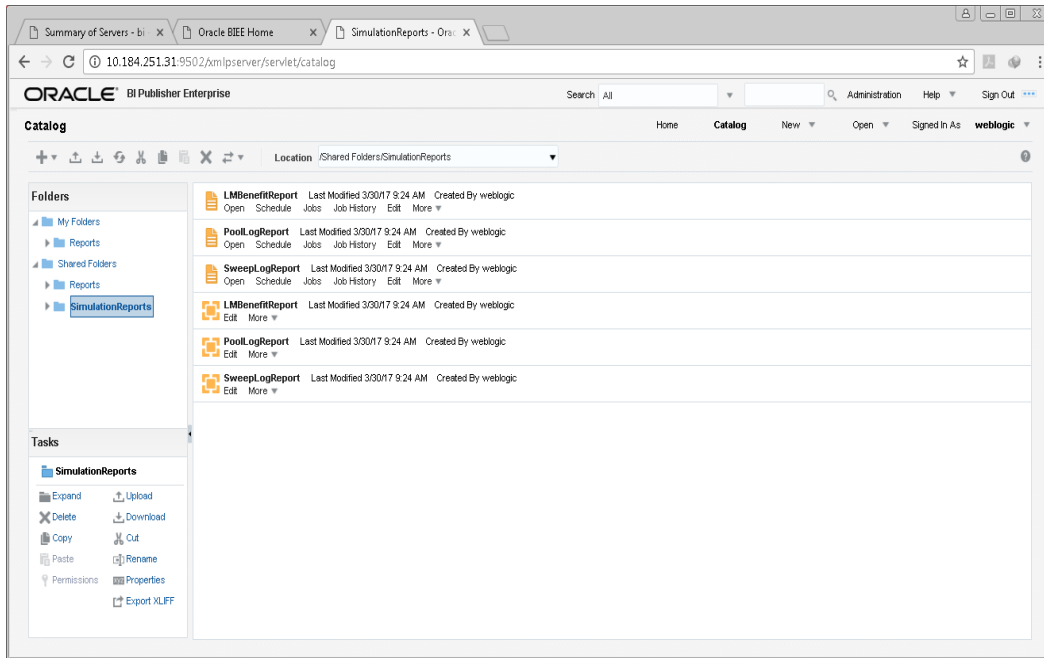 Summary of Servers - bi
Oracle BIEE Home
SimulationReports - Orac
10.184.251.31:9502/xmlpserver/servlet/catalog
ORACLE BI Publisher Enterprise
Search All
Administration Help Sign Out
Catalog
Home Catalog New Open Signed In As weblogic
Location /Shared Folders/SimulationReports
Folders
My Folders
Reports
Shared Folders
Reports
SimulationReports
LMBenefitReport Last Modified 3/30/17 9:24 AM Created By weblogic
Open Schedule Jobs Job History Edit More
PoolLogReport Last Modified 3/30/17 9:24 AM Created By weblogic
Open Schedule Jobs Job History Edit More
SweepLogReport Last Modified 3/30/17 9:24 AM Created By weblogic
Open Schedule Jobs Job History Edit More
LMBenefitReport Last Modified 3/30/17 9:24 AM Created By weblogic
Edit More
PoolLogReport Last Modified 3/30/17 9:24 AM Created By weblogic
Edit More
SweepLogReport Last Modified 3/30/17 9:24 AM Created By weblogic
Edit More
Tasks
SimulationReports
Expand Upload
Delete Download
Copy Cut
Paste Rename
Permissions Properties
Export XLIFF